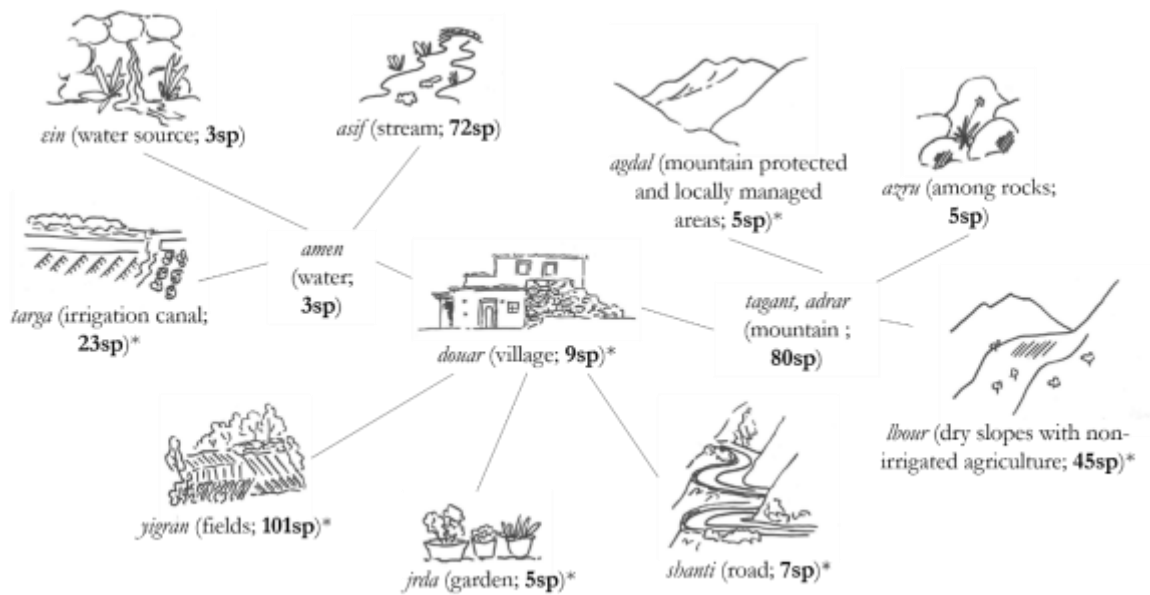 ɛin (water source; 3sp)
asif (stream; 72sp)
agdal (mountain protected
and locally managed
areas; 5sp)*
azru (among rocks;
5sp)
targa (irrigation canal;
23sp)*
amen
(water;
3sp)
douar (village; 9sp)*
tagant, adrar
(mountain ;
80sp)
lbour (dry slopes with non-
irrigated agriculture; 45sp)*
yigran (fields; 101sp)*
jrda (garden; 5sp)*
shanti (road; 7sp)*